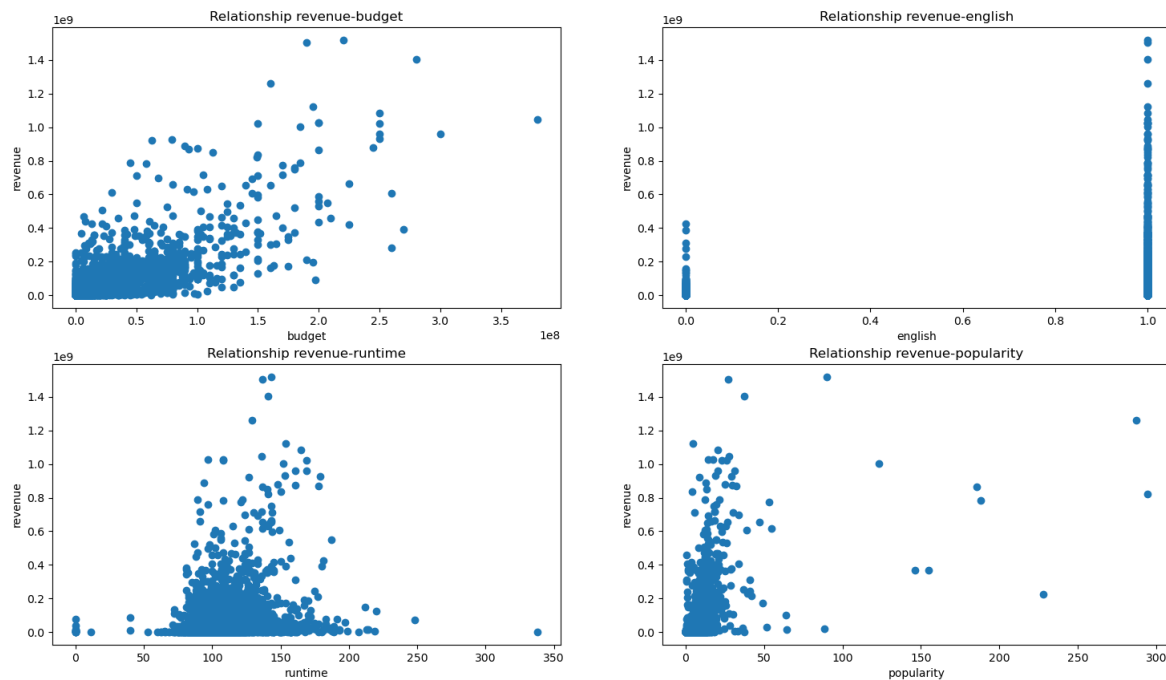 Relationship revenue-budget
1e9
1.4
1.2
1.0
0.8
0.6
0.4
0.2
0.0
revenue
0.0 0.5 1.0 1.5 2.0 2.5 3.0 3.5
budget
1e8
Relationship revenue-english
1e9
1.4
1.2
1.0
0.8
0.6
0.4
0.2
0.0
revenue
0.0 0.2 0.4 0.6 0.8 1.0
english
Relationship revenue-runtime
1e9
1.4
1.2
1.0
0.8
0.6
0.4
0.2
0.0
revenue
0 50 100 150 200 250 300 350
runtime
Relationship revenue-popularity
1e9
1.4
1.2
1.0
0.8
0.6
0.4
0.2
0.0
revenue
0 50 100 150 200 250 300
popularity